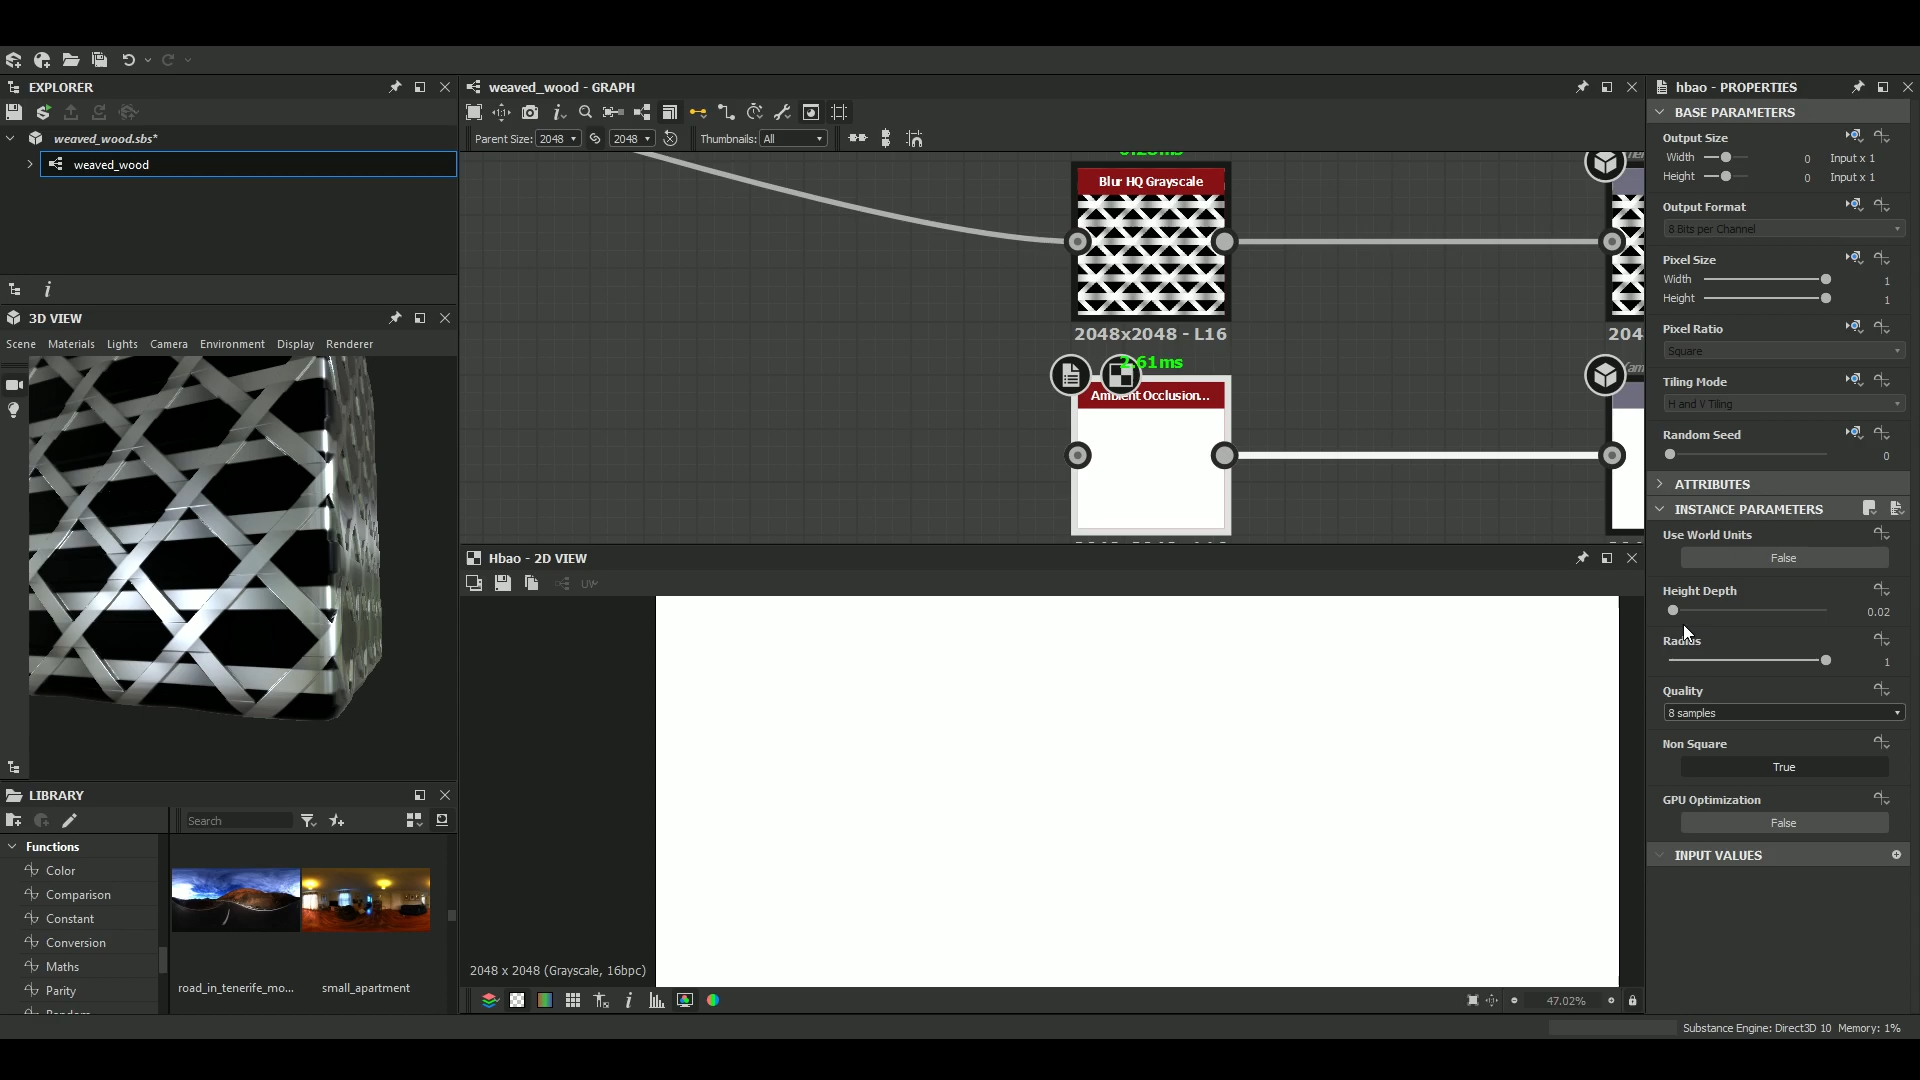 EXPLORER
weaved_wood.sbs*
weaved_wood
3D VIEW
Scene Materials Lights Camera Environment Display Renderer
LIBRARY
Search
Functions
Color
Comparison
Constant
Conversion
Maths
Parity
road_in_tenerife_mo...
small_apartment
weaved_wood - GRAPH
Parent Size: 2048 2048 Thumbnails: All
Blur HQ Grayscale
2048x2048 - L16
204
2.61ms
Ambient Occlusion...
Hbao - 2D VIEW
UV
2048 x 2048 (Grayscale, 16bpc)
47.02%
hbao - PROPERTIES
BASE PARAMETERS
Output Size
Width 0 Input x 1
Height 0 Input x 1
Output Format
8 Bits per Channel
Pixel Size
Width 1
Height 1
Pixel Ratio
Square
Tiling Mode
H and V Tiling
Random Seed
0
ATTRIBUTES
INSTANCE PARAMETERS
Use World Units
False
Height Depth
0.02
Radius
1
Quality
8 samples
Non Square
True
GPU Optimization
False
INPUT VALUES
Substance Engine: Direct3D 10 Memory: 1%